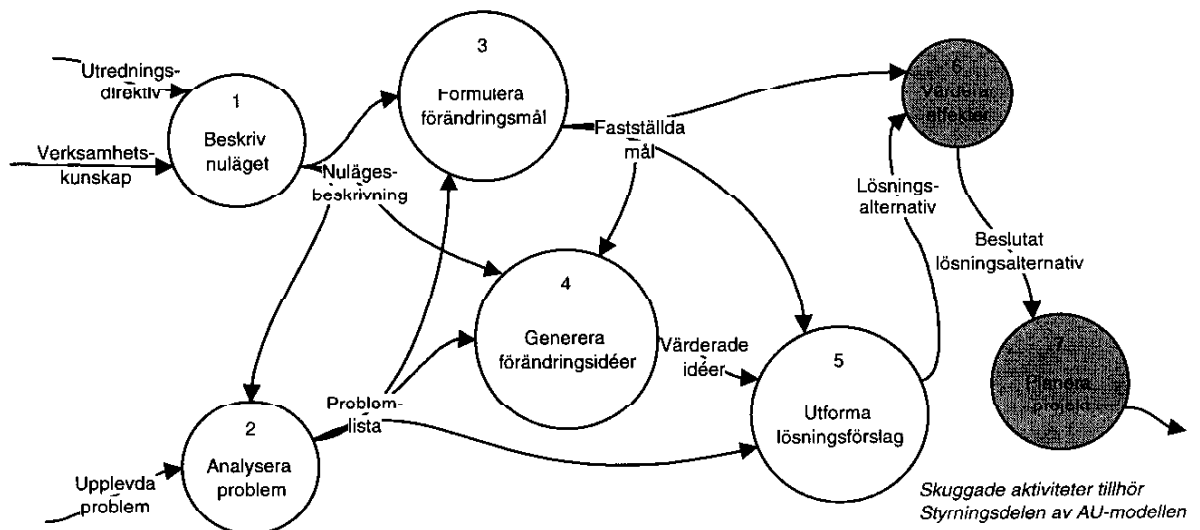 Utrednings-
direktiv
1
Beskriv
nuläget
Verksamhets-
kunskap
Nuläges-
beskrivning
3
Formulera
förändringsmål
Fastställda
mål
6
Värdera
effekter
Lösnings-
alternativ
Beslutat
lösningsalternativ
4
Generera
förändringsidéer
Värderade
idéer
5
Utforma
lösningsförslag
7
Planera
projekt
Problom-
lista
2
Analysera
problem
Upplevda
problem
Skuggade aktiviteter tillhör
Styrningsdelen av AU-modellen